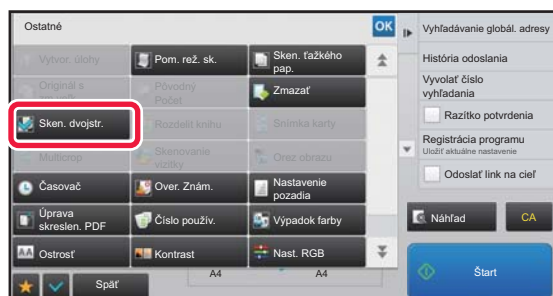 Ostatné
OK
Vytvor. úlohy
Pom. rež. sk.
Sken. ťažkého
pap.
Originál s
Pôvodný
Počet
Zmazať
Sken. dvojstr.
Rozdeliť knihu
Snímka karty
Multicrop
Skenovanie
vizitky
Orez obrazu
Časovač
Over. Znám.
Nastavenie
pozadia
Úprava
skreslen. PDF
Číslo použív.
Výpadok farby
Ostrosť
Kontrast
Nast. RGB
Späť
A4
A4
Vyhľadávanie globál. adresy
História odoslania
Vyvolať číslo
vyhľadania
Razítko potvrdenia
Registrácia programu
Uložiť aktuálne nastavenie
Odoslať link na cieľ
Náhľad
CA
Štart